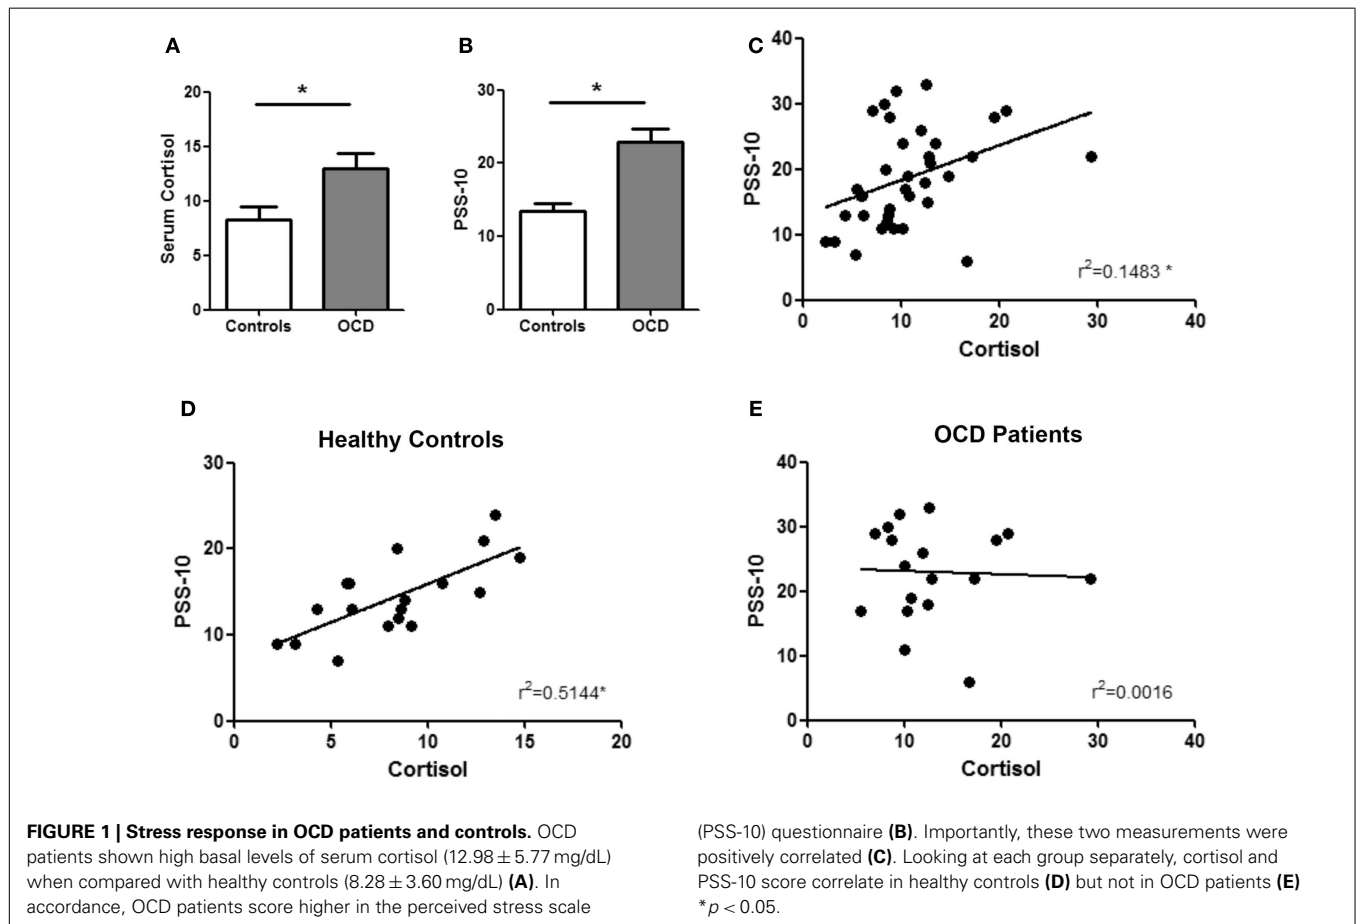 A
B
C
20
15
10
5
0
Serum Cortisol
*
Controls
OCD
30
20
10
0
PSS-10
*
Controls
OCD
40
30
20
10
0
PSS-10
r²=0.1483 *
0
10
20
30
40
Cortisol
D
Healthy Controls
30
20
10
0
PSS-10
r²=0.5144*
0
5
10
15
20
Cortisol
E
OCD Patients
40
30
20
10
0
PSS-10
r²=0.0016
0
10
20
30
40
Cortisol
FIGURE 1 | Stress response in OCD patients and controls. OCD
patients shown high basal levels of serum cortisol (12.98 ± 5.77 mg/dL)
when compared with healthy controls (8.28 ± 3.60 mg/dL) (A). In
accordance, OCD patients score higher in the perceived stress scale
(PSS-10) questionnaire (B). Importantly, these two measurements were
positively correlated (C). Looking at each group separately, cortisol and
PSS-10 score correlate in healthy controls (D) but not in OCD patients (E)
*p < 0.05.